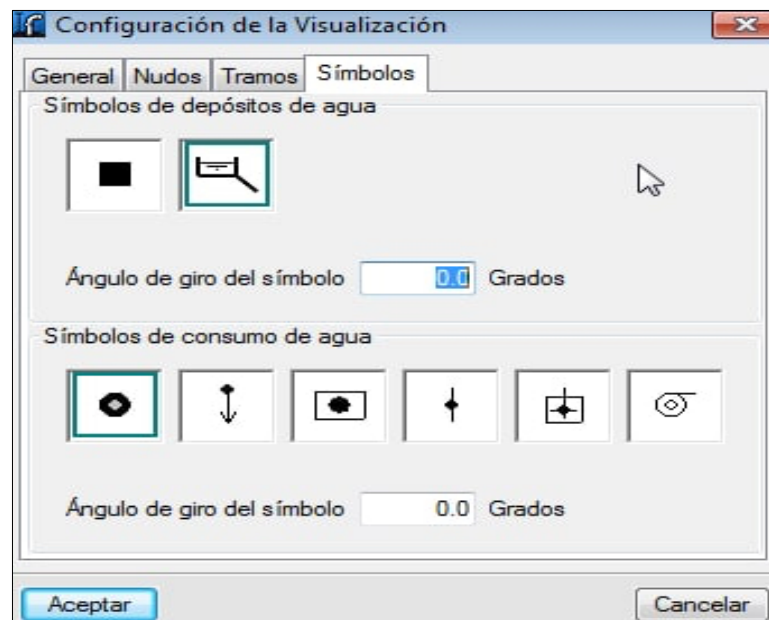 Configuración de la Visualización
General Nudos Tramos Símbolos
Símbolos de depósitos de agua
Ángulo de giro del símbolo 0.0 Grados
Símbolos de consumo de agua
Ángulo de giro del símbolo 0.0 Grados
Aceptar Cancelar